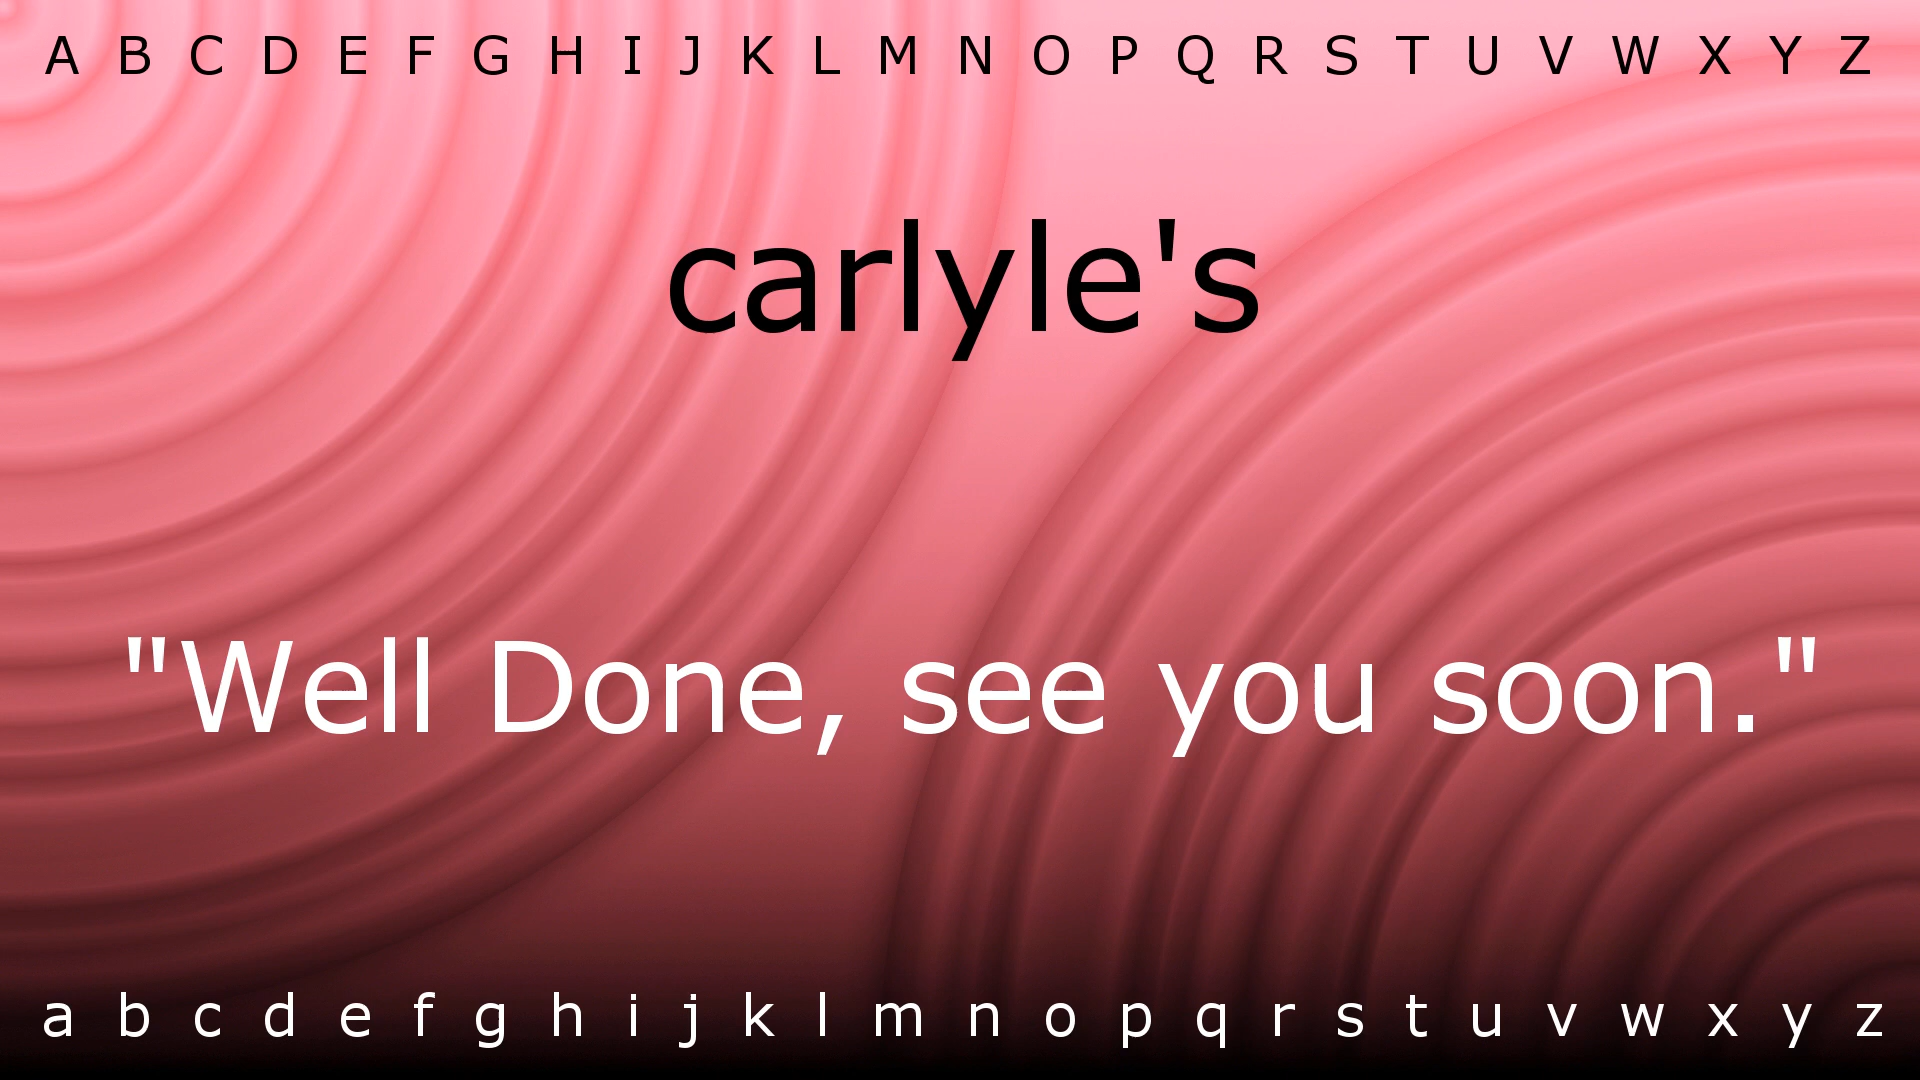 A B C D E F G H I J K L M N O P Q R S T U V W X Y Z
carlyle's
"Well Done, see you soon."
a b c d e f g h i j k l m n o p q r s t u v w x y z